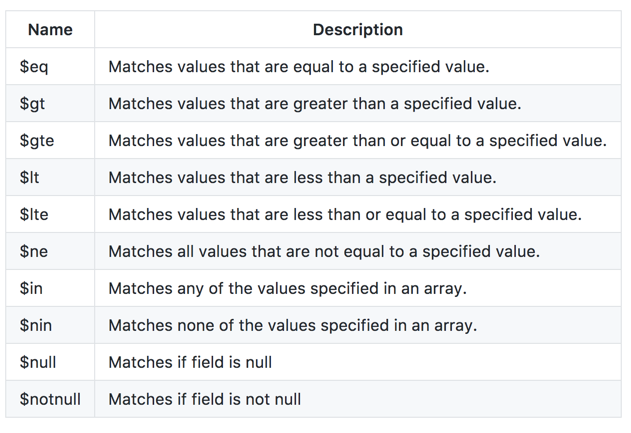 Name Description
$eq Matches values that are equal to a specified value.
$gt Matches values that are greater than a specified value.
$gte Matches values that are greater than or equal to a specified value.
$lt Matches values that are less than a specified value.
$lte Matches values that are less than or equal to a specified value.
$ne Matches all values that are not equal to a specified value.
$in Matches any of the values specified in an array.
$nin Matches none of the values specified in an array.
$null Matches if field is null
$notnull Matches if field is not null